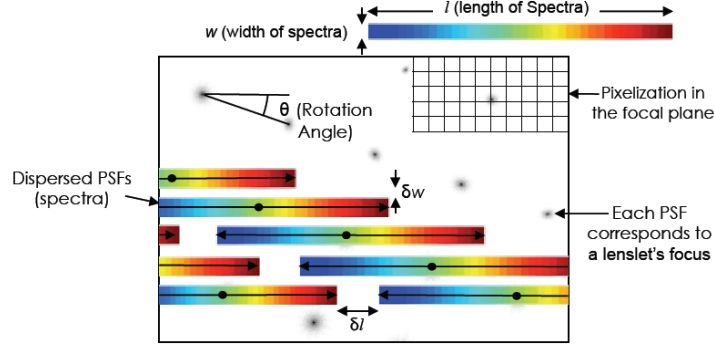 l (length of Spectra)
w (width of spectra)
θ (Rotation
Angle)
Pixelization in
the focal plane
Dispersed PSFs
(spectra)
δw
Each PSF
corresponds to
a lenslet's focus
δl